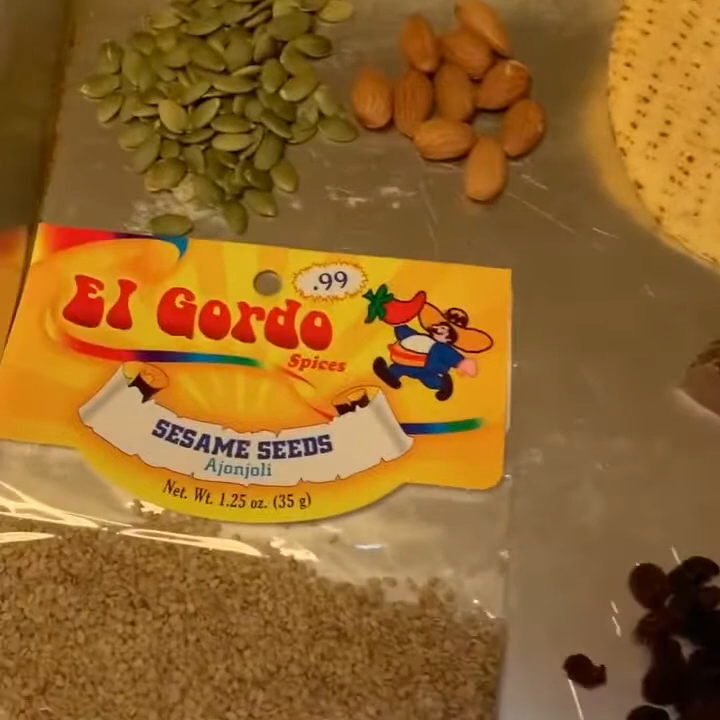 .99
El Gordo
Spices
SESAME SEEDS
Ajonjoli
Net. Wt. 1.25 oz. (35 g)